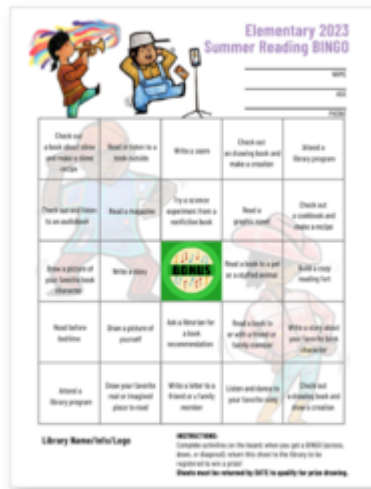 Elementary 2023
Summer Reading BINGO
NAME
AGE
PHONE
Check out
a book about slime
and make a slime
recipe
Read or listen to a
book outside
Write a poem
Check out
a drawing book and
make a creation
Attend a
library program
Check out and listen
to an audiobook
Read a magazine
Try a science
experiment from a
nonfiction book
Read a
graphic novel
Check out
a cookbook and
make a recipe
Draw a picture of
your favorite book
character
Write a story
BONUS
Read a book to a pet
or a stuffed animal
Build a cozy
reading fort
Read before
bedtime
Draw a picture of
yourself
Ask a librarian for
a book
recommendation
Read a book to
or with a friend or
family member
Write a story about
your favorite book
character
Attend a
library program
Draw your favorite
real or imagined
place to read
Write a letter to a
friend or a family
member
Listen and dance to
your favorite song
Check out
a drawing book and
draw a creation
Library Name/Info/Logo
INSTRUCTIONS:
Complete activities on the board; when you get a BINGO (across,
down, or diagonal) return this sheet to the library to be
registered to win a prize!
Sheets must be returned by DATE to qualify for prize drawing.